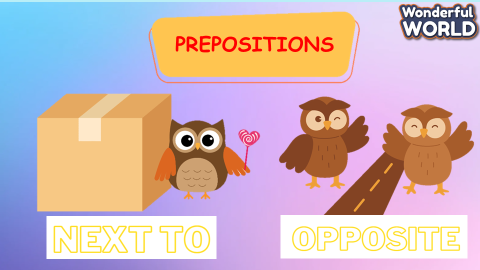 Wonderful
WORLD
PREPOSITIONS
NEXT TO
OPPOSITE